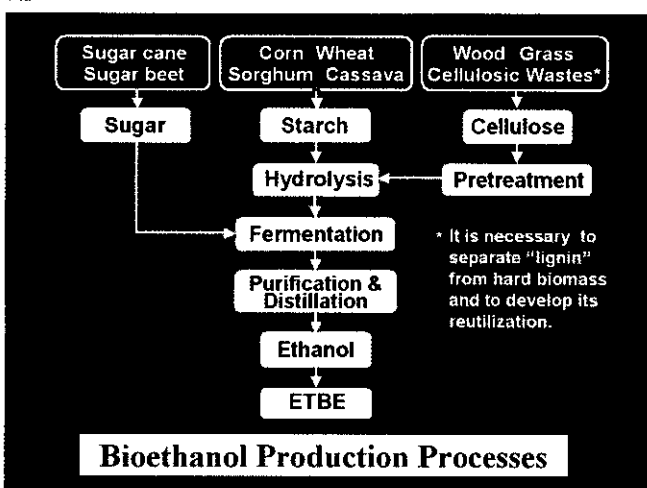 Sugar cane
Sugar beet
Corn Wheat
Sorghum Cassava
Wood Grass
Cellulosic Wastes*
Sugar
Starch
Cellulose
Hydrolysis
Pretreatment
Fermentation
* It is necessary to
separate "lignin"
from hard biomass
and to develop its
reutilization.
Purification &
Distillation
Ethanol
ETBE
Bioethanol Production Processes